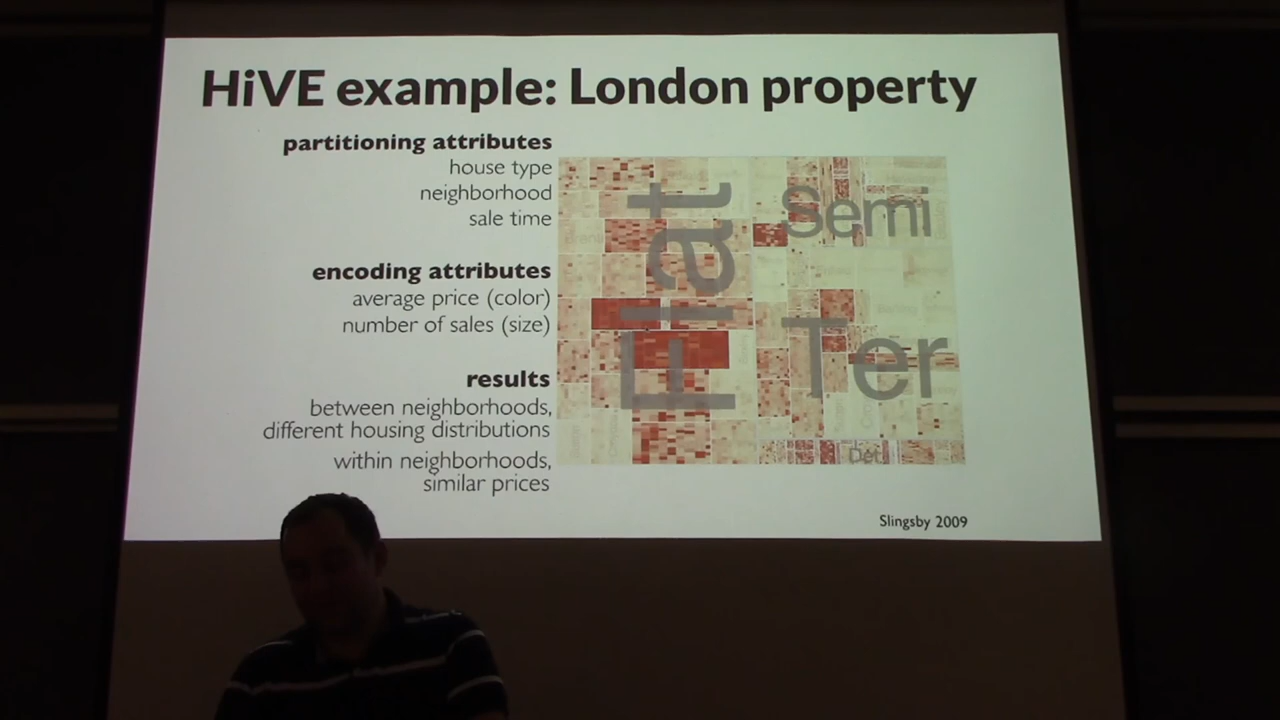 HiVE example: London property
partitioning attributes
house type
neighborhood
sale time
encoding attributes
average price (color)
number of sales (size)
results
between neighborhoods,
different housing distributions
within neighborhoods,
similar prices
Flat
Semi
Ter
Det
Slingsby 2009